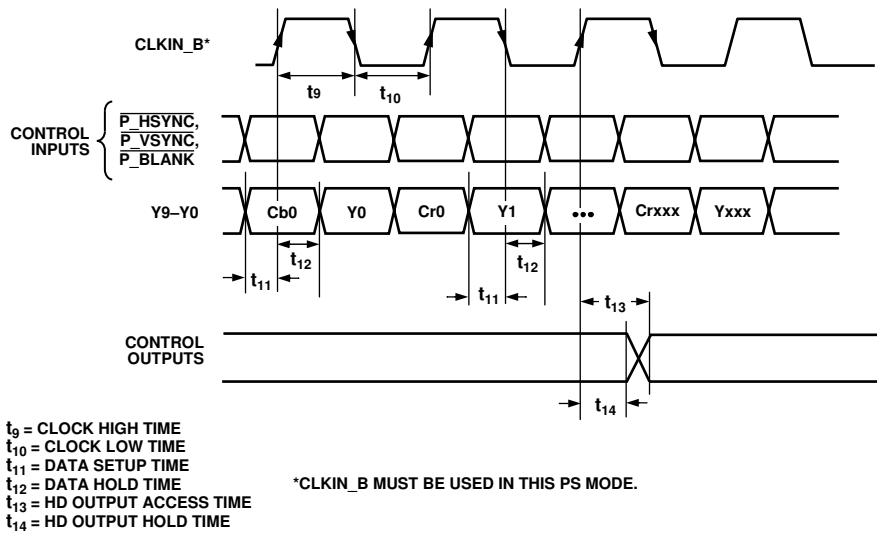 CLKIN_B*
t9
t10
CONTROL
INPUTS
P_HSYNC,
P_VSYNC,
P_BLANK
Y9–Y0
Cb0
Y0
Cr0
Y1
•••
Crxxx
Yxxx
t11
t12
t11
t12
t13
CONTROL
OUTPUTS
t14
t9 = CLOCK HIGH TIME
t10 = CLOCK LOW TIME
t11 = DATA SETUP TIME
t12 = DATA HOLD TIME
t13 = HD OUTPUT ACCESS TIME
t14 = HD OUTPUT HOLD TIME
*CLKIN_B MUST BE USED IN THIS PS MODE.